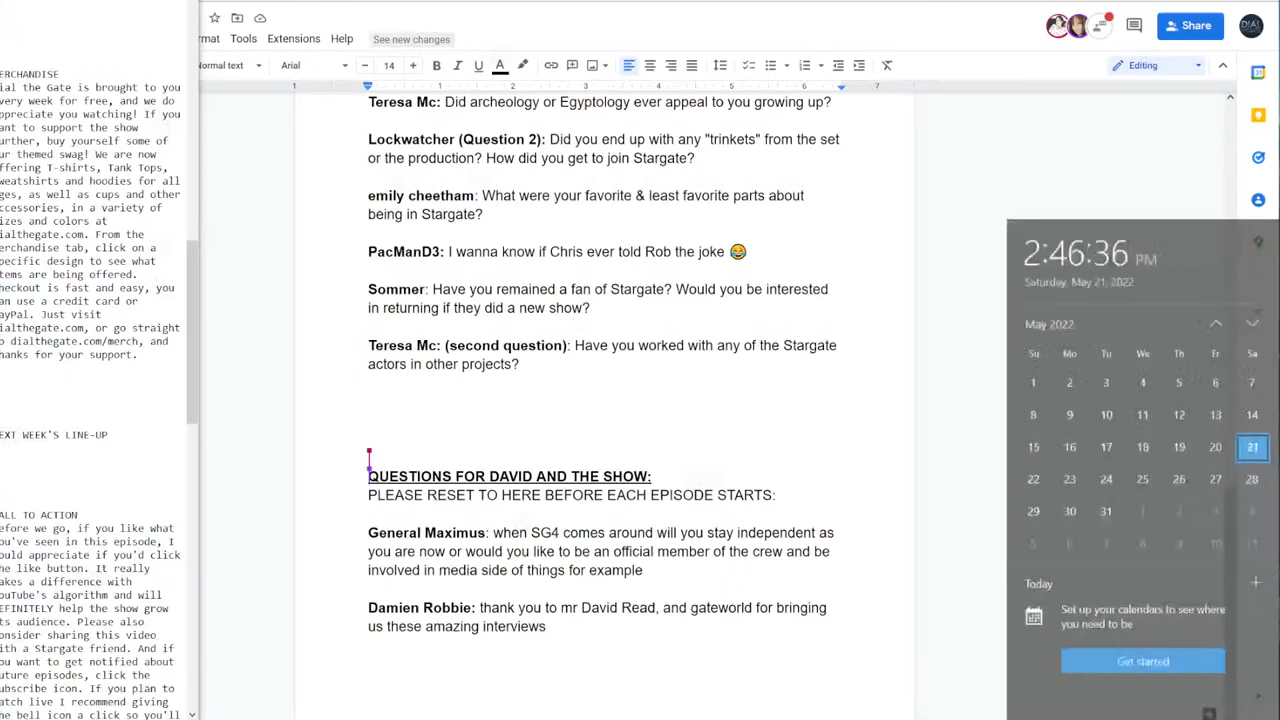 rmat Tools Extensions Help See new changes
Share
Normal text Arial 14 B I U A Editing
1 1 2 3 4 5 6 7
ERCHANDISE
ial the Gate is brought to you
very week for free, and we do
ppreciate you watching! If you
ant to support the show
urther, buy yourself some of
ur themed swag! We are now
ffering T-shirts, Tank Tops,
weatshirts and hoodies for all
ges, as well as cups and other
ccessories, in a variety of
izes and colors at
ialthegate.com. From the
erchandise tab, click on a
pecific design to see what
tems are being offered.
heckout is fast and easy, you
an use a credit card or
ayPal. Just visit
ialthegate.com, or go straight
o dialthegate.com/merch, and
hanks for your support.
EXT WEEK'S LINE-UP
ALL TO ACTION
efore we go, if you like what
ou've seen in this episode, I
ould appreciate if you'd click
he like button. It really
akes a difference with
ouTube's algorithm and will
EFINITELY help the show grow
ts audience. Please also
onsider sharing this video
ith a Stargate friend. And if
ou want to get notified about
uture episodes, click the
ubscribe icon. If you plan to
atch live I recommend giving
he bell icon a click so you'll
Teresa Mc: Did archeology or Egyptology ever appeal to you growing up?
Lockwatcher (Question 2): Did you end up with any "trinkets" from the set
or the production? How did you get to join Stargate?
emily cheetham: What were your favorite & least favorite parts about
being in Stargate?
PacManD3: I wanna know if Chris ever told Rob the joke 😂
Sommer: Have you remained a fan of Stargate? Would you be interested
in returning if they did a new show?
Teresa Mc: (second question): Have you worked with any of the Stargate
actors in other projects?
QUESTIONS FOR DAVID AND THE SHOW:
PLEASE RESET TO HERE BEFORE EACH EPISODE STARTS:
General Maximus: when SG4 comes around will you stay independent as
you are now or would you like to be an official member of the crew and be
involved in media side of things for example
Damien Robbie: thank you to mr David Read, and gateworld for bringing
us these amazing interviews
2:46:36 PM
Saturday, May 21, 2022
May 2022
Su Mo Tu We Th Fr Sa
1 2 3 4 5 6 7
8 9 10 11 12 13 14
15 16 17 18 19 20 21
22 23 24 25 26 27 28
29 30 31 1 2 3 4
5 6 7 8 9 10 11
Today
Set up your calendars to see where
you need to be
Get started